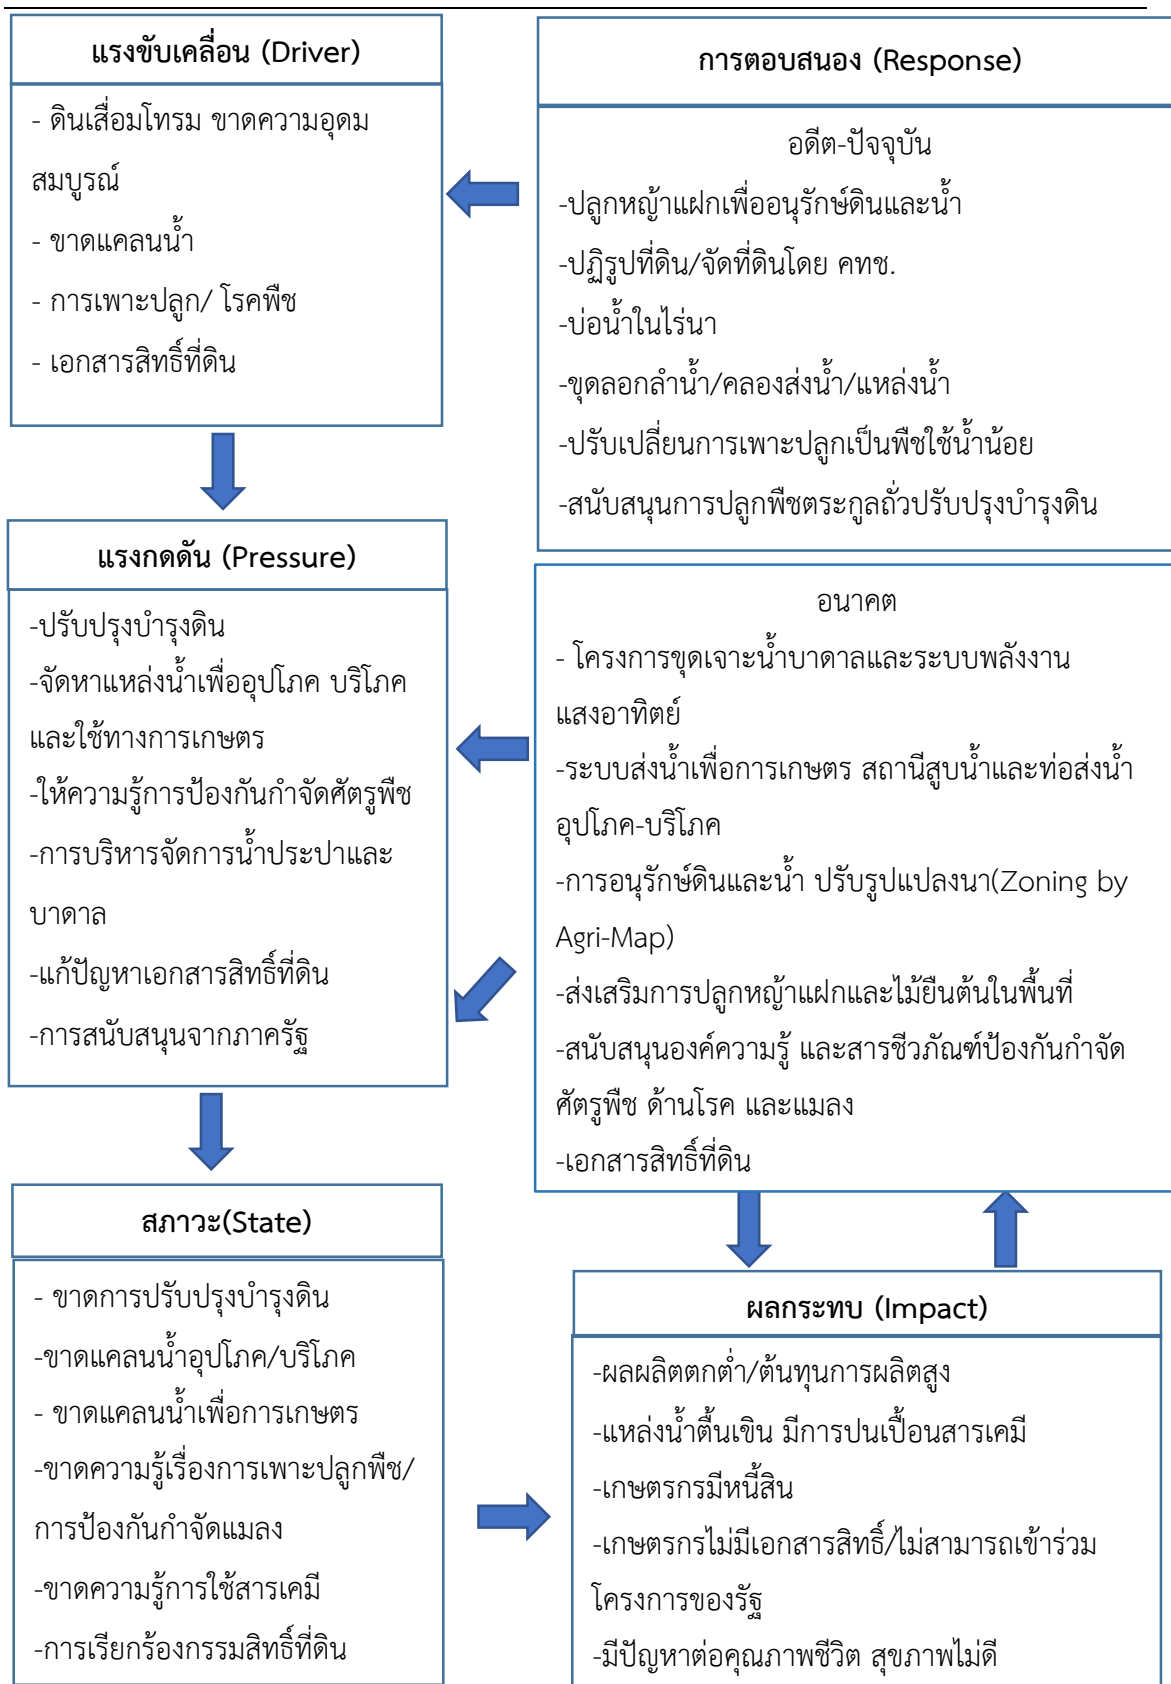 แรงขับเคลื่อน (Driver)
- ดินเสื่อมโทรม ขาดความอุดม
สมบูรณ์
- ขาดแคลนน้ำ
- การเพาะปลูก/ โรคพืช
- เอกสารสิทธิ์ที่ดิน
การตอบสนอง (Response)
อดีต-ปัจจุบัน
-ปลูกหญ้าแฝกเพื่ออนุรักษ์ดินและน้ำ
-ปฏิรูปที่ดิน/จัดที่ดินโดย คทช.
-บ่อน้ำในไร่นา
-ขุดลอกลำน้ำ/คลองส่งน้ำ/แหล่งน้ำ
-ปรับเปลี่ยนการเพาะปลูกเป็นพืชใช้น้ำน้อย
-สนับสนุนการปลูกพืชตระกูลถั่วปรับปรุงบำรุงดิน
แรงกดดัน (Pressure)
-ปรับปรุงบำรุงดิน
-จัดหาแหล่งน้ำเพื่ออุปโภค บริโภค
และใช้ทางการเกษตร
-ให้ความรู้การป้องกันกำจัดศัตรูพืช
-การบริหารจัดการน้ำประปาและ
บาดาล
-แก้ปัญหาเอกสารสิทธิ์ที่ดิน
-การสนับสนุนจากภาครัฐ
อนาคต
- โครงการขุดเจาะน้ำบาดาลและระบบพลังงาน
แสงอาทิตย์
-ระบบส่งน้ำเพื่อการเกษตร สถานีสูบน้ำและท่อส่งน้ำ
อุปโภค-บริโภค
-การอนุรักษ์ดินและน้ำ ปรับรูปแปลงนา(Zoning by
Agri-Map)
-ส่งเสริมการปลูกหญ้าแฝกและไม้ยืนต้นในพื้นที่
-สนับสนุนองค์ความรู้ และสารชีวภัณฑ์ป้องกันกำจัด
ศัตรูพืช ด้านโรค และแมลง
-เอกสารสิทธิ์ที่ดิน
สภาวะ(State)
- ขาดการปรับปรุงบำรุงดิน
-ขาดแคลนน้ำอุปโภค/บริโภค
- ขาดแคลนน้ำเพื่อการเกษตร
-ขาดความรู้เรื่องการเพาะปลูกพืช/
การป้องกันกำจัดแมลง
-ขาดความรู้การใช้สารเคมี
-การเรียกร้องกรรมสิทธิ์ที่ดิน
ผลกระทบ (Impact)
-ผลผลิตตกต่ำ/ต้นทุนการผลิตสูง
-แหล่งน้ำตื้นเขิน มีการปนเปื้อนสารเคมี
-เกษตรกรมีหนี้สิน
-เกษตรกรไม่มีเอกสารสิทธิ์/ไม่สามารถเข้าร่วม
โครงการของรัฐ
-มีปัญหาต่อคุณภาพชีวิต สุขภาพไม่ดี